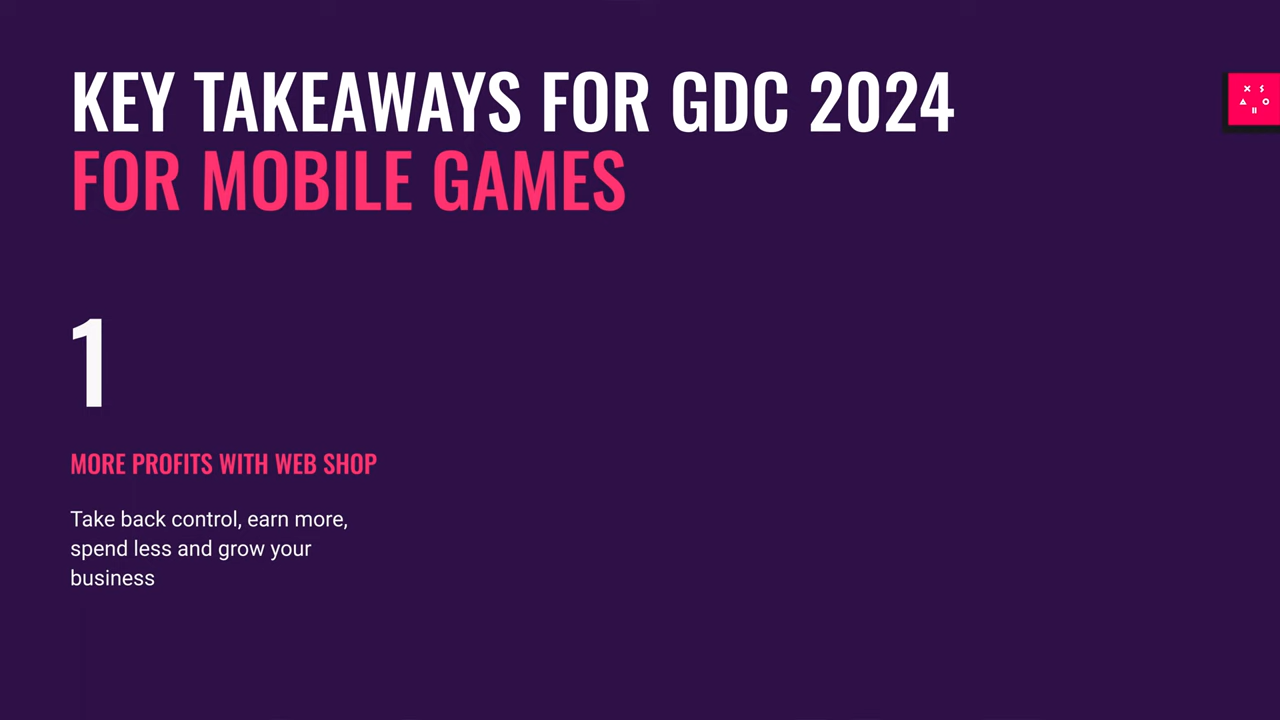 KEY TAKEAWAYS FOR GDC 2024
FOR MOBILE GAMES
1
MORE PROFITS WITH WEB SHOP
Take back control, earn more,
spend less and grow your
business